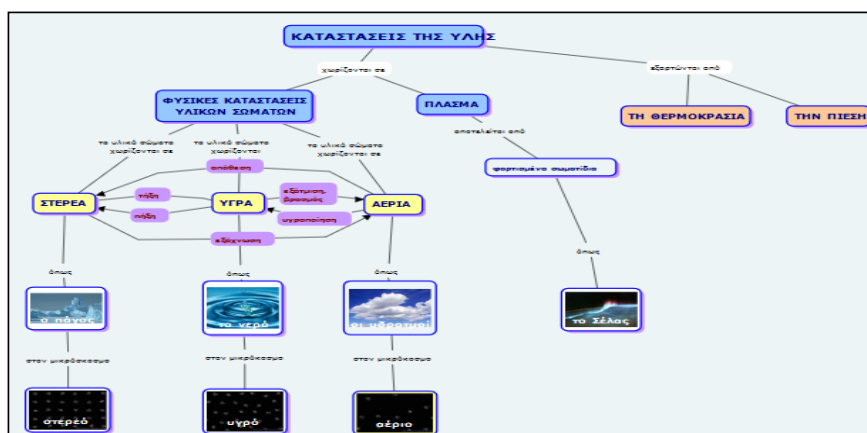 ΚΑΤΑΣΤΑΣΕΙΣ ΤΗΣ ΥΛΗΣ
χωρίζονται σε
εξαρτώνται από
ΦΥΣΙΚΕΣ ΚΑΤΑΣΤΑΣΕΙΣ
ΥΛΙΚΩΝ ΣΩΜΑΤΩΝ
ΠΛΑΣΜΑ
ΤΗ ΘΕΡΜΟΚΡΑΣΙΑ
ΤΗΝ ΠΙΕΣΗ
τα υλικά σώματα
χωρίζονται σε
τα υλικά σώματα
χωρίζονται
τα υλικά σώματα
χωρίζονται σε
αποτελείται από
απόθεση
φορτισμένα σωματίδια
ΣΤΕΡΕΑ
τήξη
πήξη
ΥΓΡΑ
εξάτμιση,
βρασμός
υγροποίηση
ΑΕΡΙΑ
εξάχνωση
όπως
όπως
όπως
όπως
ο πάγος
το νερό
οι υδρατμοί
το Σέλας
στον μικρόκοσμο
στον μικρόκοσμο
στον μικρόκοσμο
στερεό
υγρό
αέριο